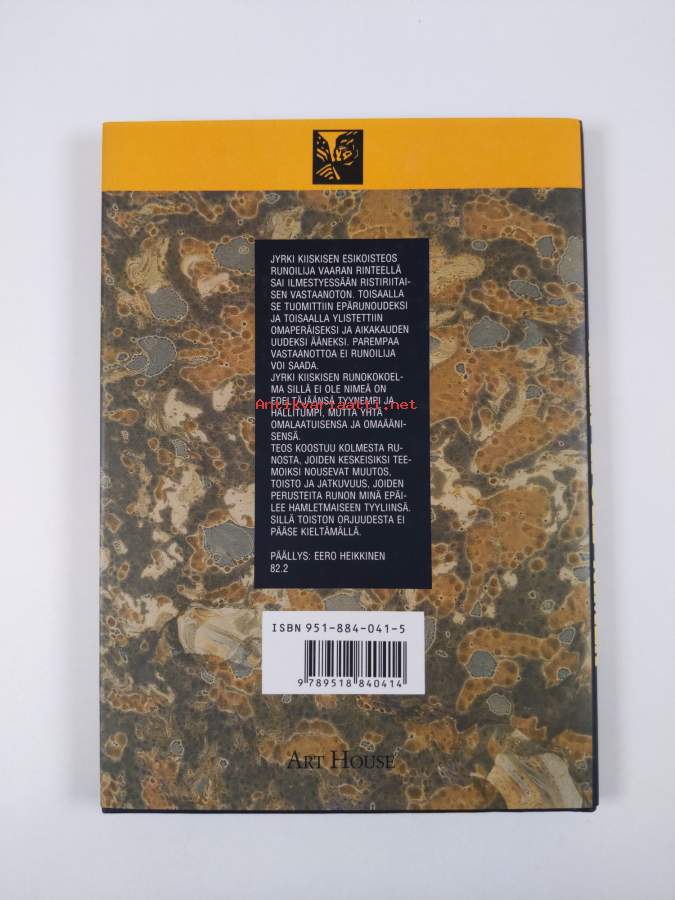 JYRKI KIISKISEN ESIKOISTEOS
RUNOILIJA VAARAN RINTEELLÄ
SAI ILMESTYESSÄÄN RISTIRIITAI-
SEN VASTAANOTON. TOISAALLA
SE TUOMITTIIN EPÄRUNOUDEKSI
JA TOISAALLA YLISTETTIIN
OMAPERÄISEKSI JA AIKAKAUDEN
UUDEKSI ÄÄNEKSI. PAREMPAA
VASTAANOTTOA EI RUNOILIJA
VOI SAADA.
JYRKI KIISKISEN RUNOKOKOEL-
MA SILLÄ EI OLE NIMEÄ ON
EDELTÄJÄÄNSÄ TYYNEMPI JA
Antikvariaatti.net
HALLITUMPI, MUTTA YHTÄ
OMALAATUISENSA JA OMAÄÄNI-
SENSÄ.
TEOS KOOSTUU KOLMESTA RU-
NOSTA, JOIDEN KESKEISIKSI TEE-
MOIKSI NOUSEVAT MUUTOS,
TOISTO JA JATKUVUUS, JOIDEN
PERUSTEITA RUNON MINÄ EPÄI-
LEE HAMLETMAISEEN TYYLIINSÄ.
SILLÄ TOISTON ORJUUDESTA EI
PÄÄSE KIELTÄMÄLLÄ.
PÄÄLLYS: EERO HEIKKINEN
82.2
ISBN 951-884-041-5
9 789518 840414
ART HOUSE